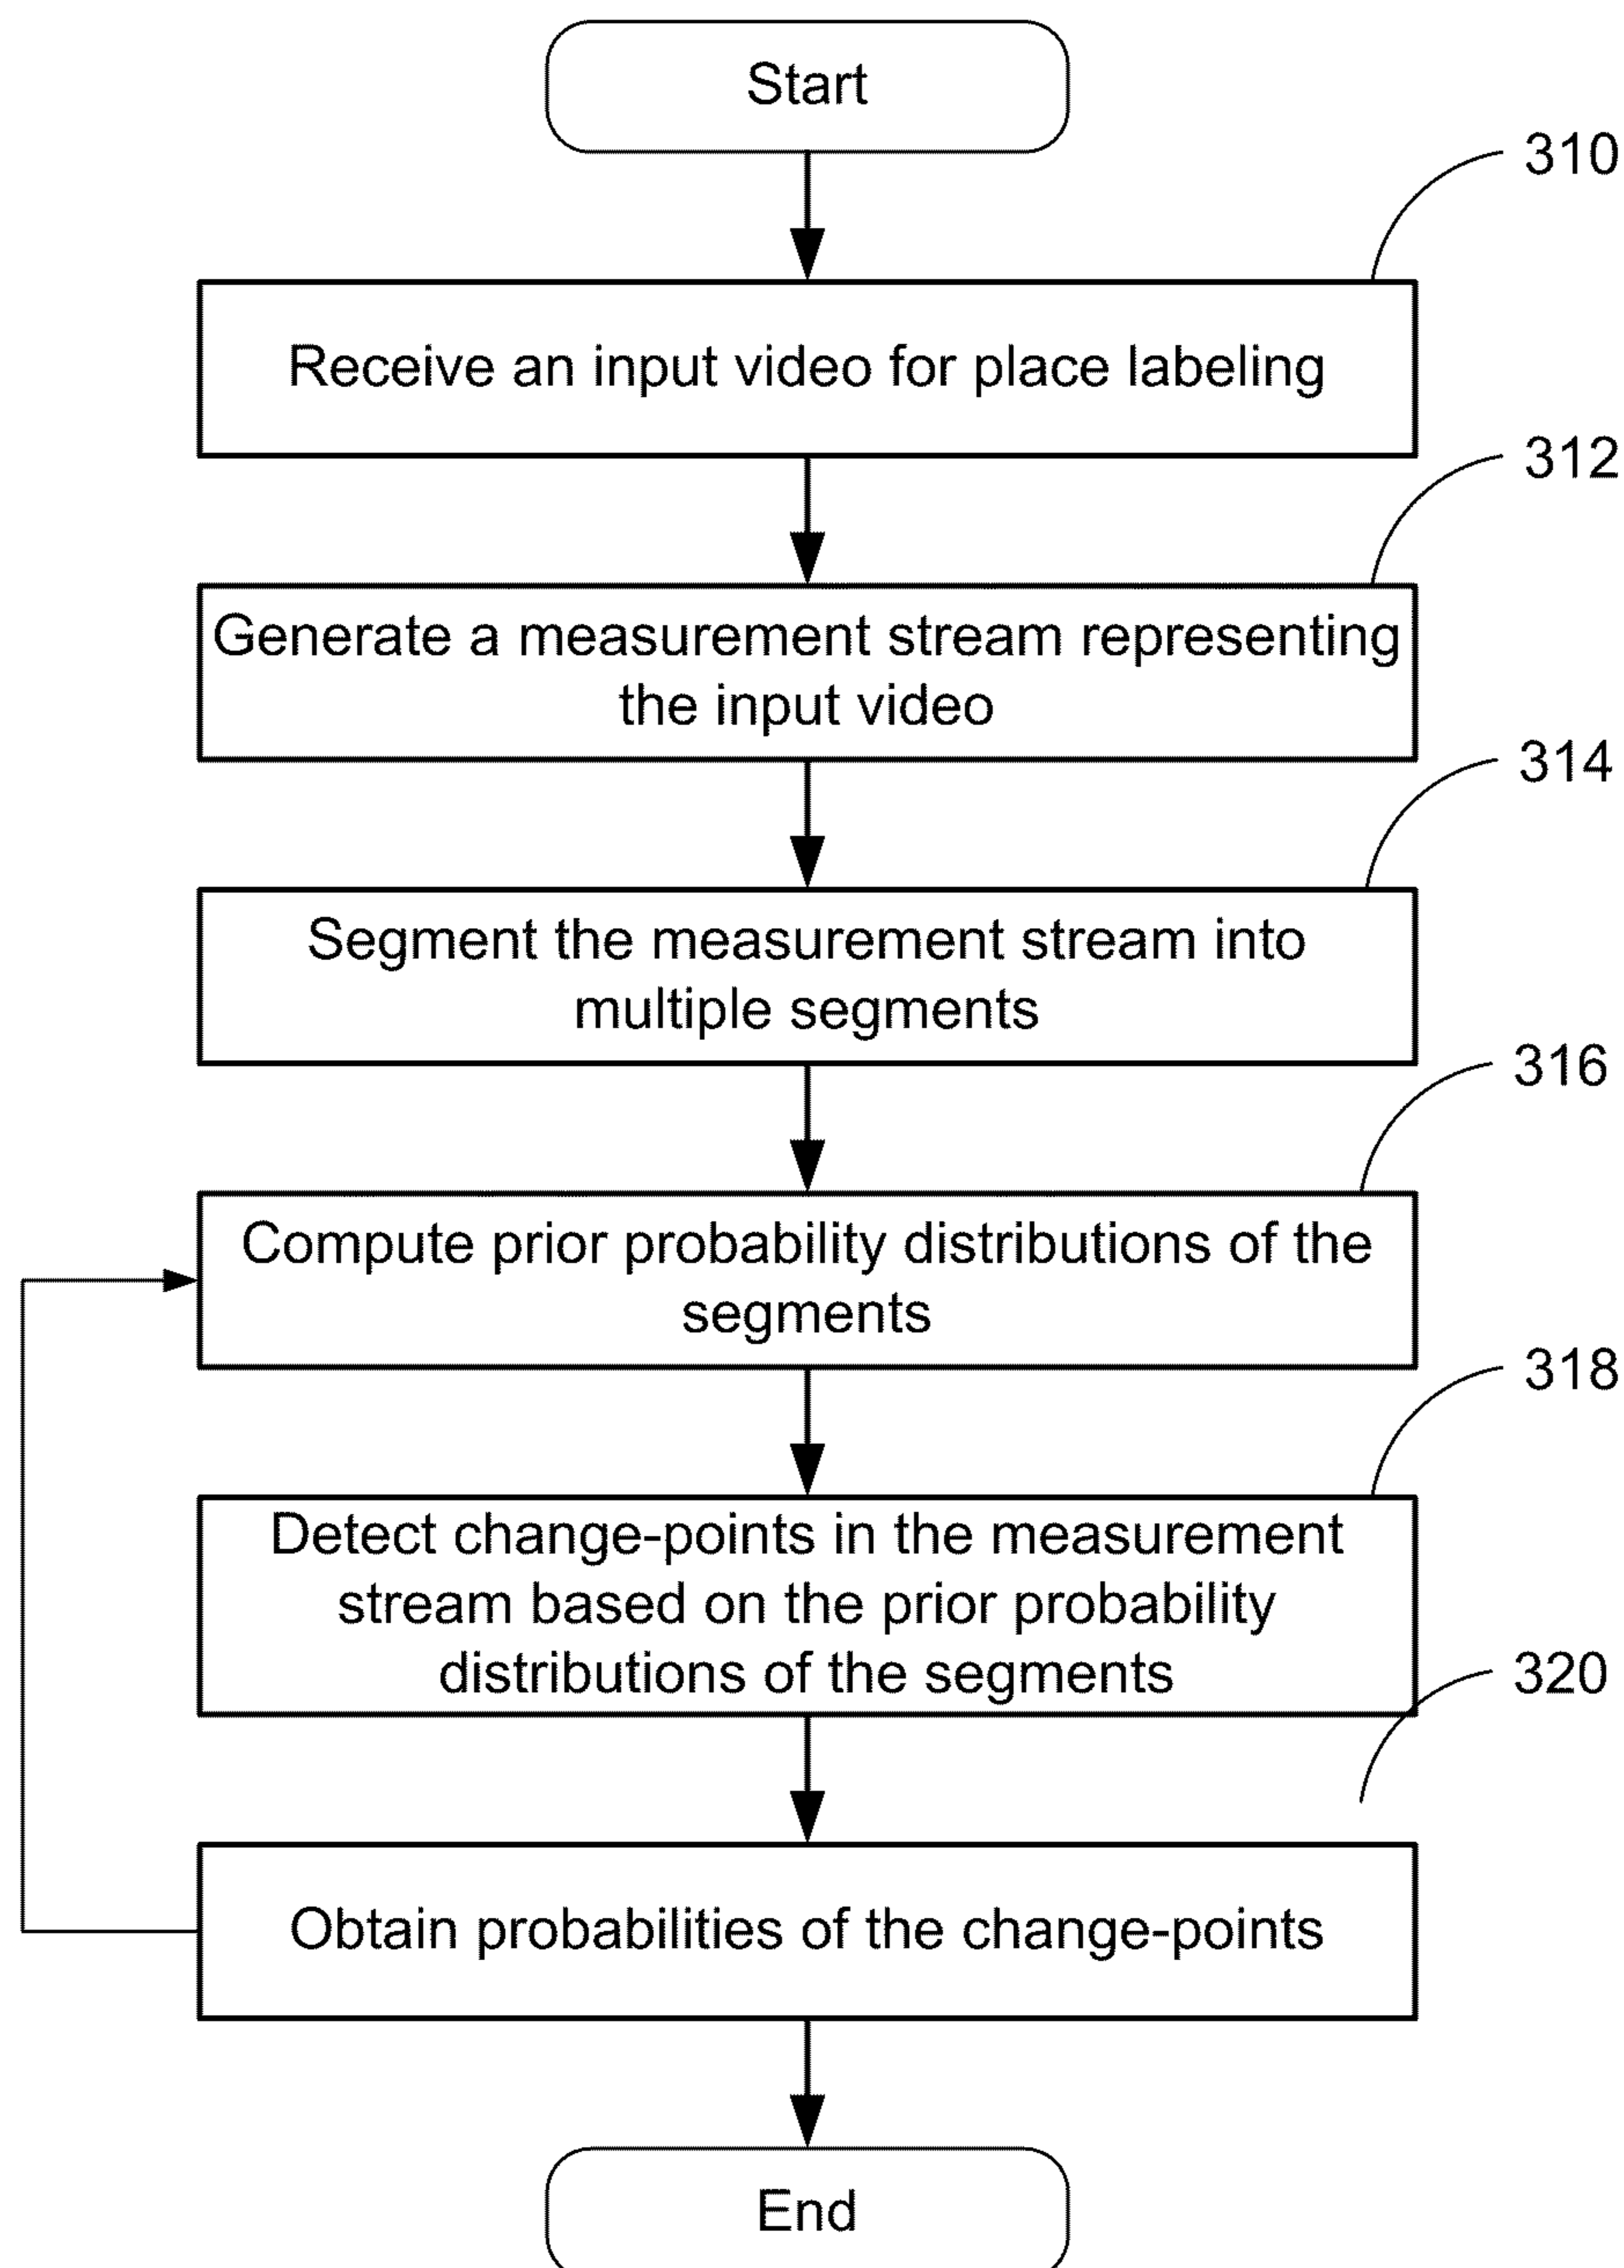 Start
310
Receive an input video for place labeling
312
Generate a measurement stream representing
the input video
314
Segment the measurement stream into
multiple segments
316
Compute prior probability distributions of the
segments
318
Detect change-points in the measurement
stream based on the prior probability
distributions of the segments
320
Obtain probabilities of the change-points
End